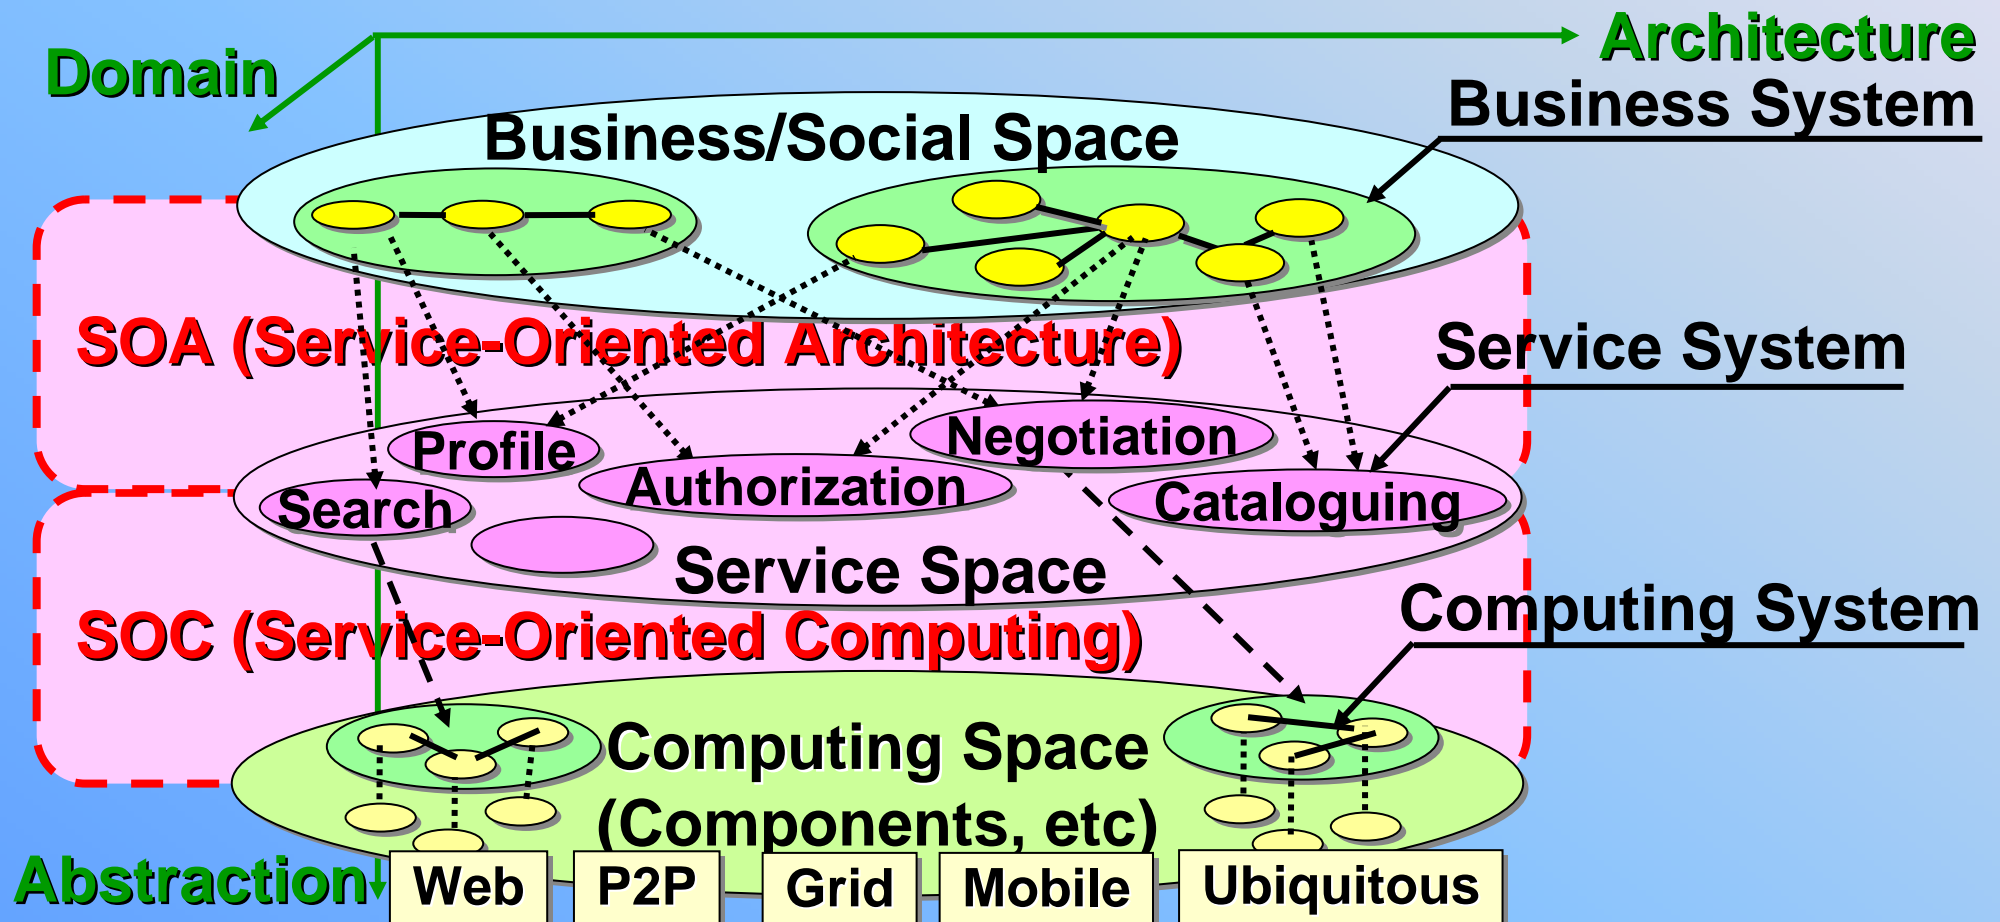 Architecture
Domain
Business System
Business/Social Space
SOA (Service-Oriented Architecture)
Service System
Profile
Negotiation
Authorization
Search
Cataloguing
Service Space
SOC (Service-Oriented Computing)
Computing System
Computing Space
(Components, etc)
Abstraction
Web
P2P
Grid
Mobile
Ubiquitous